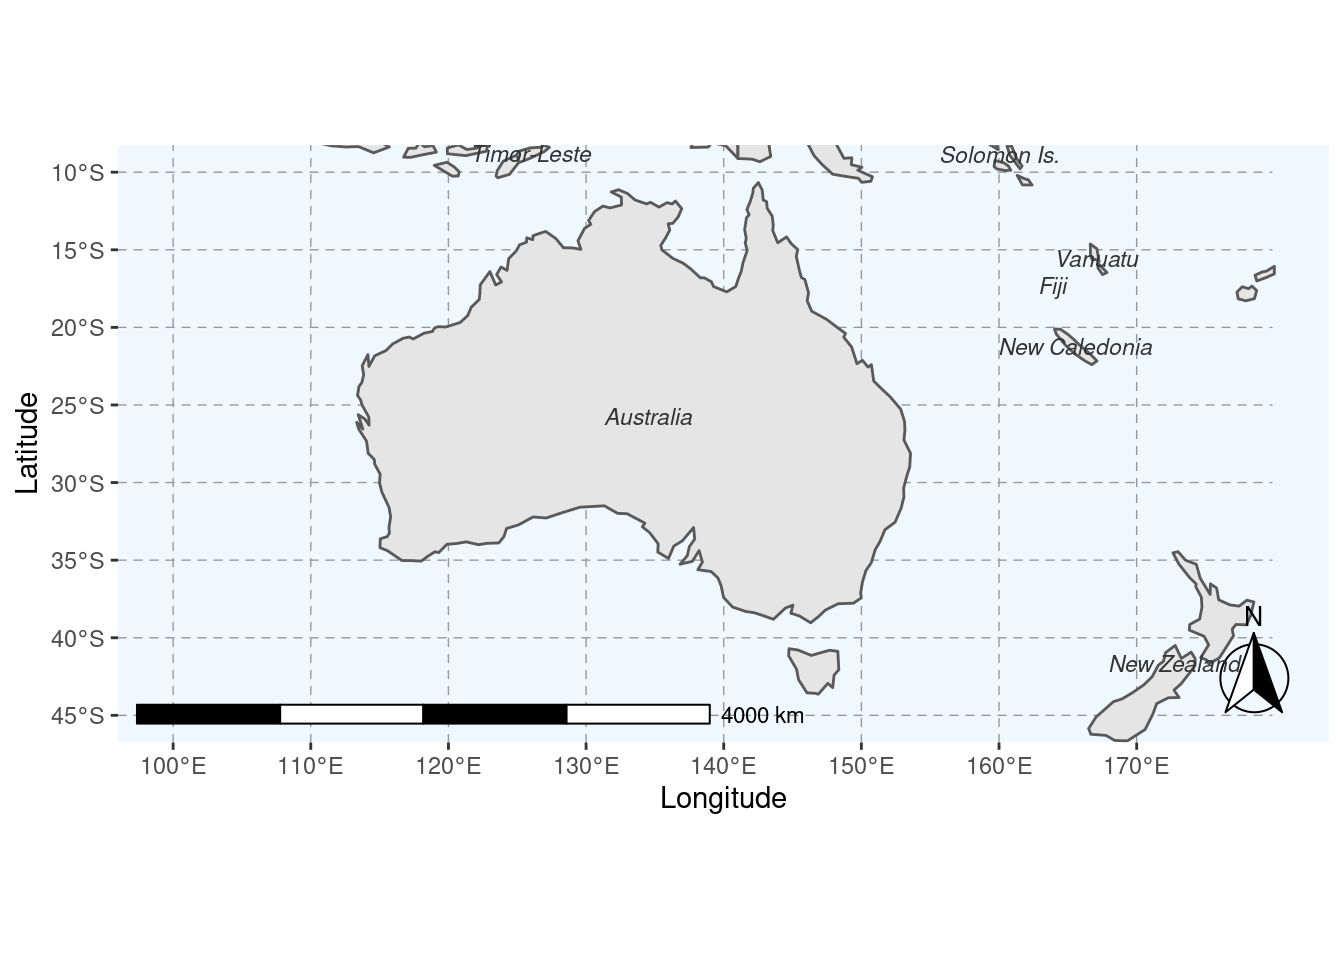 Timor-Leste
Solomon Is.
10°S
15°S
Vanuatu
Fiji
20°S
New Caledonia
25°S
Australia
30°S
35°S
N
40°S
New Zealand
45°S
4000 km
100°E
110°E
120°E
130°E
140°E
150°E
160°E
170°E
Longitude
Latitude